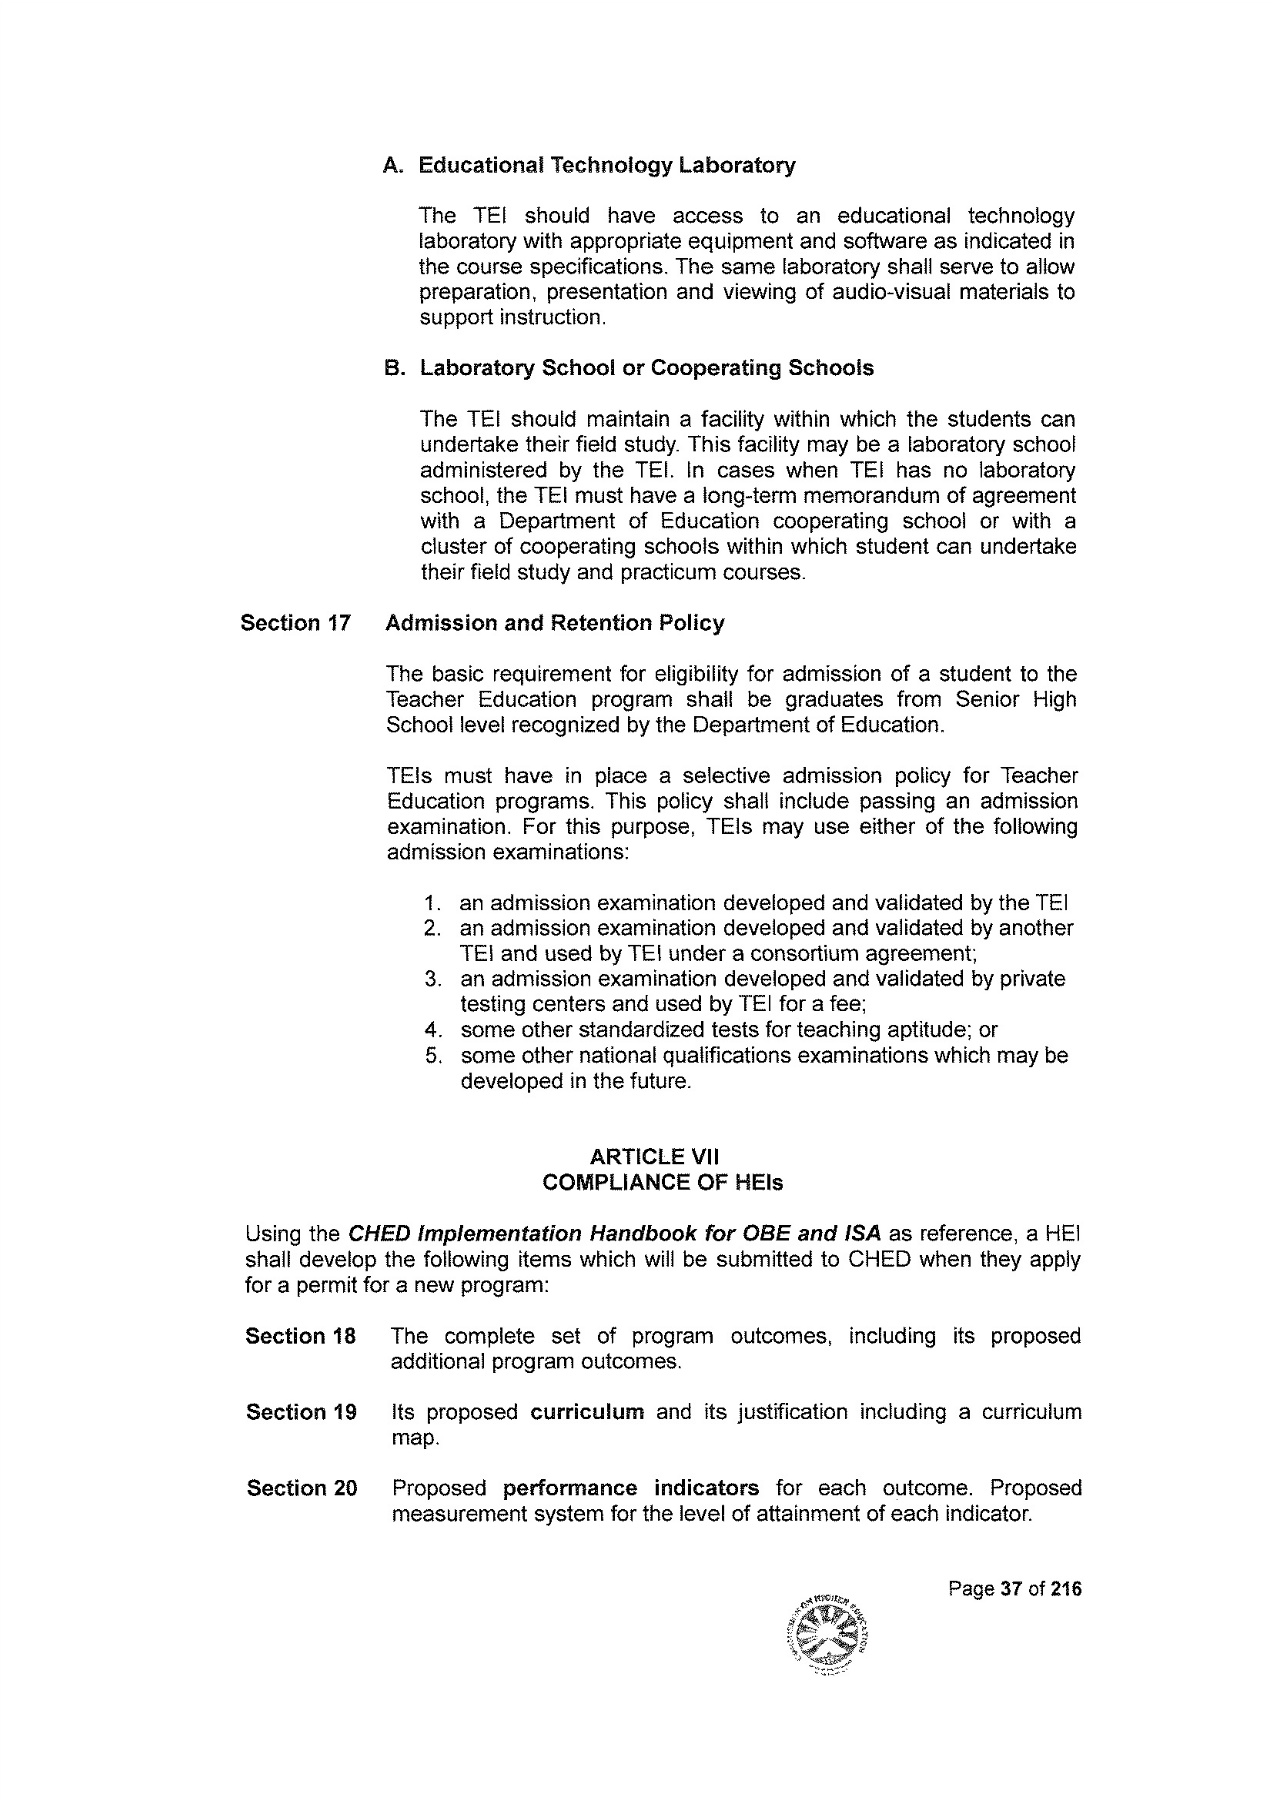 A. Educational Technology Laboratory
The TEI should have access to an educational technology
laboratory with appropriate equipment and software as indicated in
the course specifications. The same laboratory shall serve to allow
preparation, presentation and viewing of audio-visual materials to
support instruction.
B. Laboratory School or Cooperating Schools
The TEI should maintain a facility within which the students can
undertake their field study. This facility may be a laboratory school
administered by the TEI. In cases when TEI has no laboratory
school, the TEI must have a long-term memorandum of agreement
with a Department of Education cooperating school or with a
cluster of cooperating schools within which student can undertake
their field study and practicum courses.
Section 17 Admission and Retention Policy
The basic requirement for eligibility for admission of a student to the
Teacher Education program shall be graduates from Senior High
School level recognized by the Department of Education.
TEIs must have in place a selective admission policy for Teacher
Education programs. This policy shall include passing an admission
examination. For this purpose, TEIs may use either of the following
admission examinations:
1. an admission examination developed and validated by the TEI
2. an admission examination developed and validated by another
TEI and used by TEI under a consortium agreement;
3. an admission examination developed and validated by private
testing centers and used by TEI for a fee;
4. some other standardized tests for teaching aptitude; or
5. some other national qualifications examinations which may be
developed in the future.
ARTICLE VII
COMPLIANCE OF HEIs
Using the CHED Implementation Handbook for OBE and ISA as reference, a HEI
shall develop the following items which will be submitted to CHED when they apply
for a permit for a new program:
Section 18 The complete set of program outcomes, including its proposed
additional program outcomes.
Section 19 Its proposed curriculum and its justification including a curriculum
map.
Section 20 Proposed performance indicators for each outcome. Proposed
measurement system for the level of attainment of each indicator.
Page 37 of 216
ON HIGHER EDUCATION